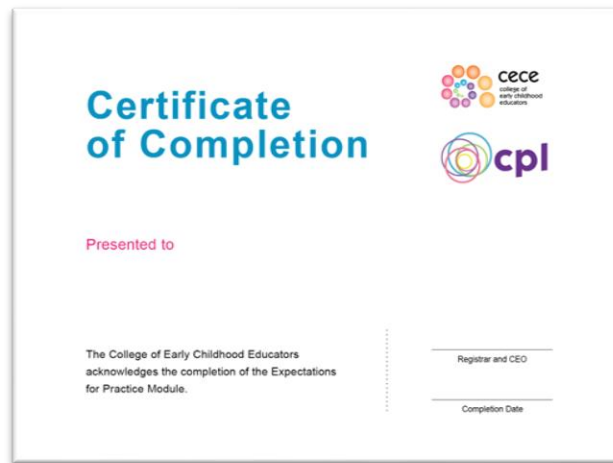 Certificate
of Completion
cece
college of
early childhood
educators
cpl
Presented to
The College of Early Childhood Educators
acknowledges the completion of the Expectations
for Practice Module.
Registrar and CEO
Completion Date